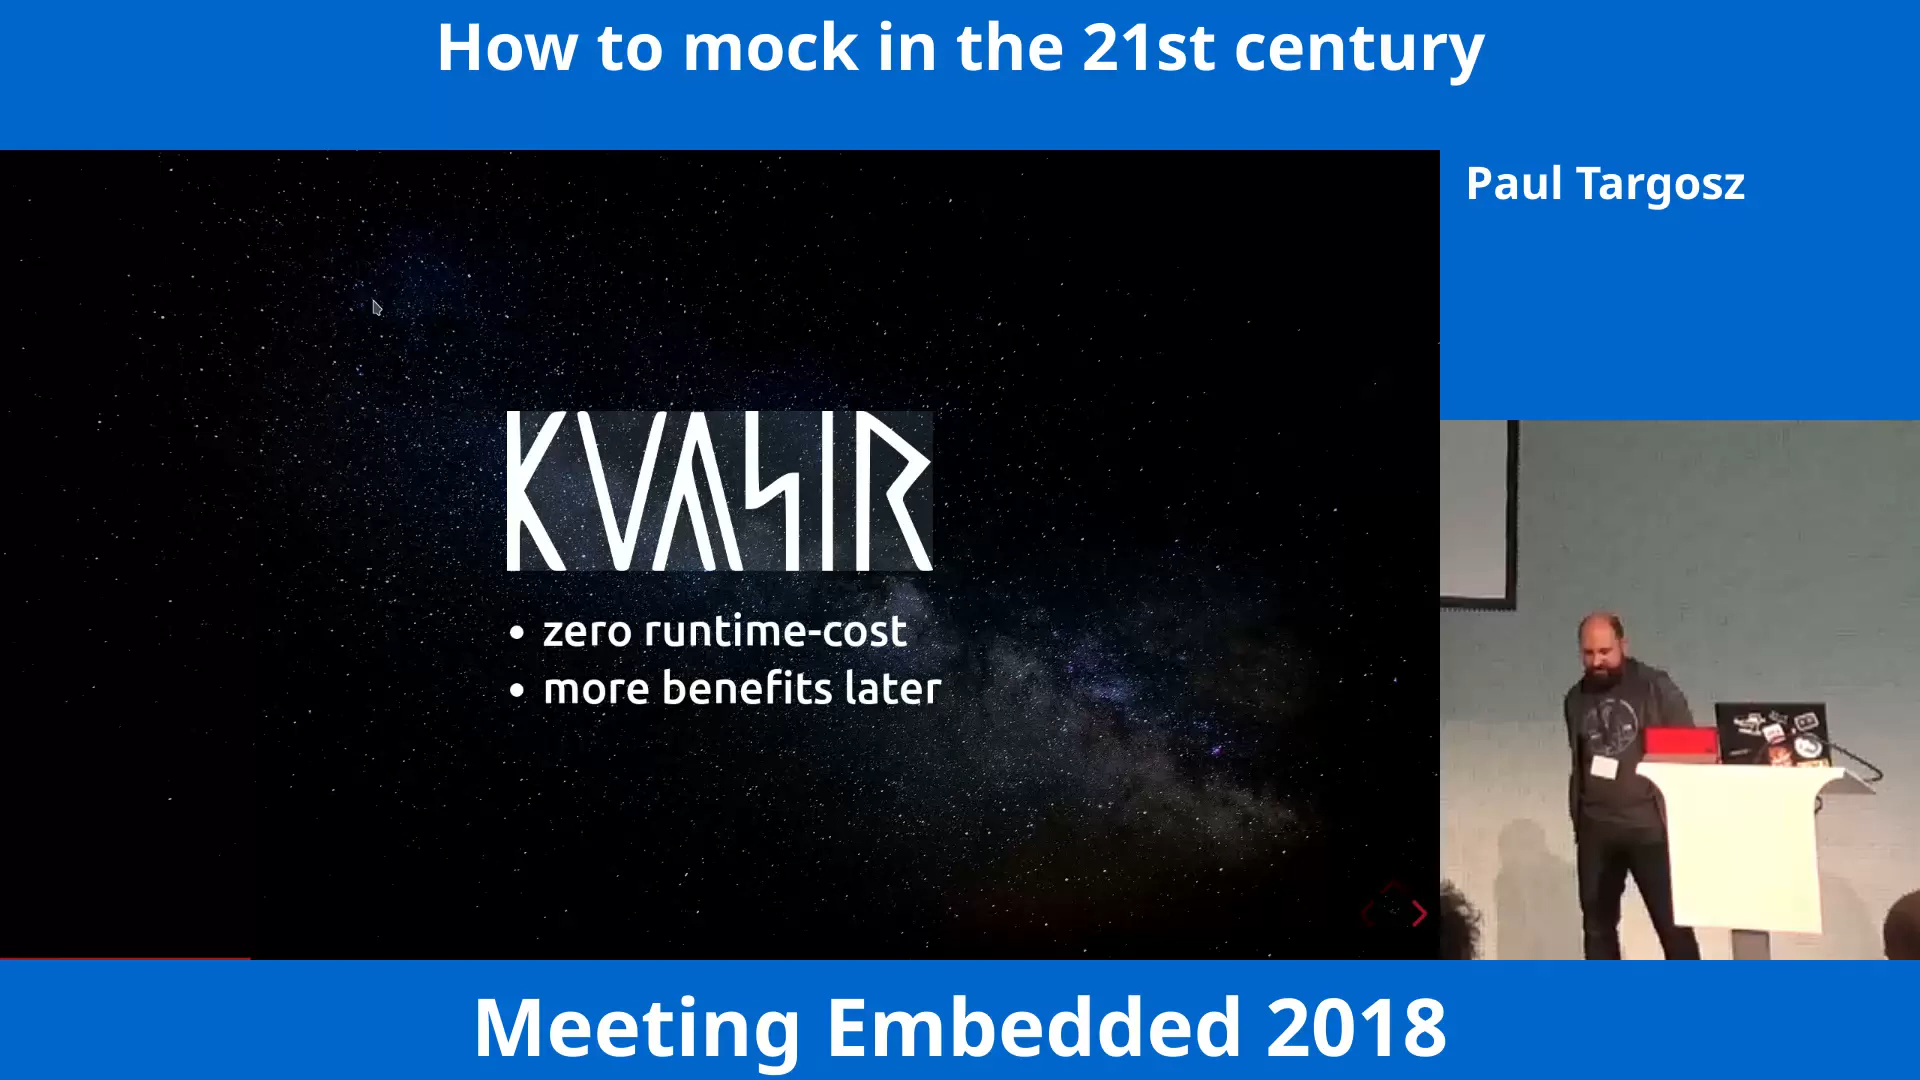 How to mock in the 21st century
Paul Targosz
KVASIR
• zero runtime-cost
• more benefits later
Meeting Embedded 2018